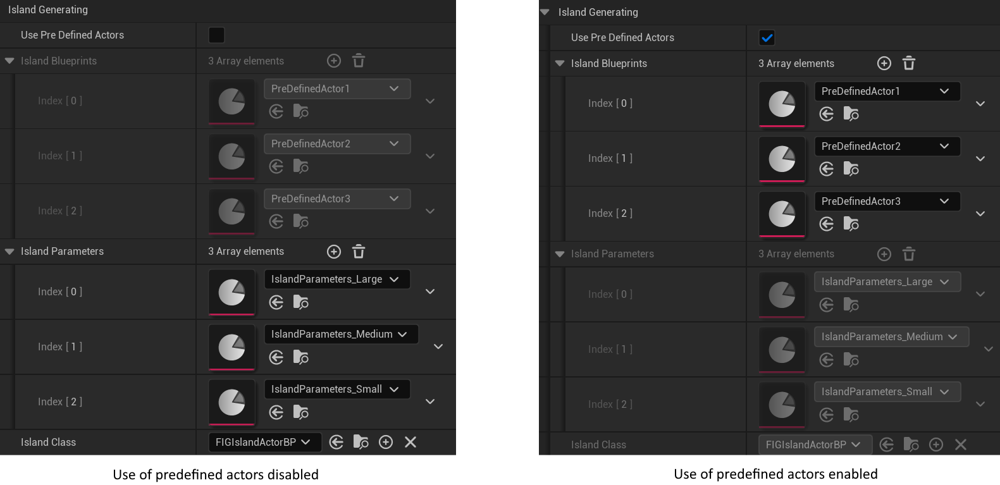 Island Generating
Use Pre Defined Actors
Island Blueprints
3 Array elements
Index [ 0 ]
PreDefinedActor1
Index [ 1 ]
PreDefinedActor2
Index [ 2 ]
PreDefinedActor3
Island Parameters
3 Array elements
Index [ 0 ]
IslandParameters_Large
Index [ 1 ]
IslandParameters_Medium
Index [ 2 ]
IslandParameters_Small
Island Class
FIGIslandActorBP
Use of predefined actors disabled
Island Generating
Use Pre Defined Actors
Island Blueprints
3 Array elements
Index [ 0 ]
PreDefinedActor1
Index [ 1 ]
PreDefinedActor2
Index [ 2 ]
PreDefinedActor3
Island Parameters
3 Array elements
Index [ 0 ]
IslandParameters_Large
Index [ 1 ]
IslandParameters_Medium
Index [ 2 ]
IslandParameters_Small
Island Class
FIGIslandActorBP
Use of predefined actors enabled